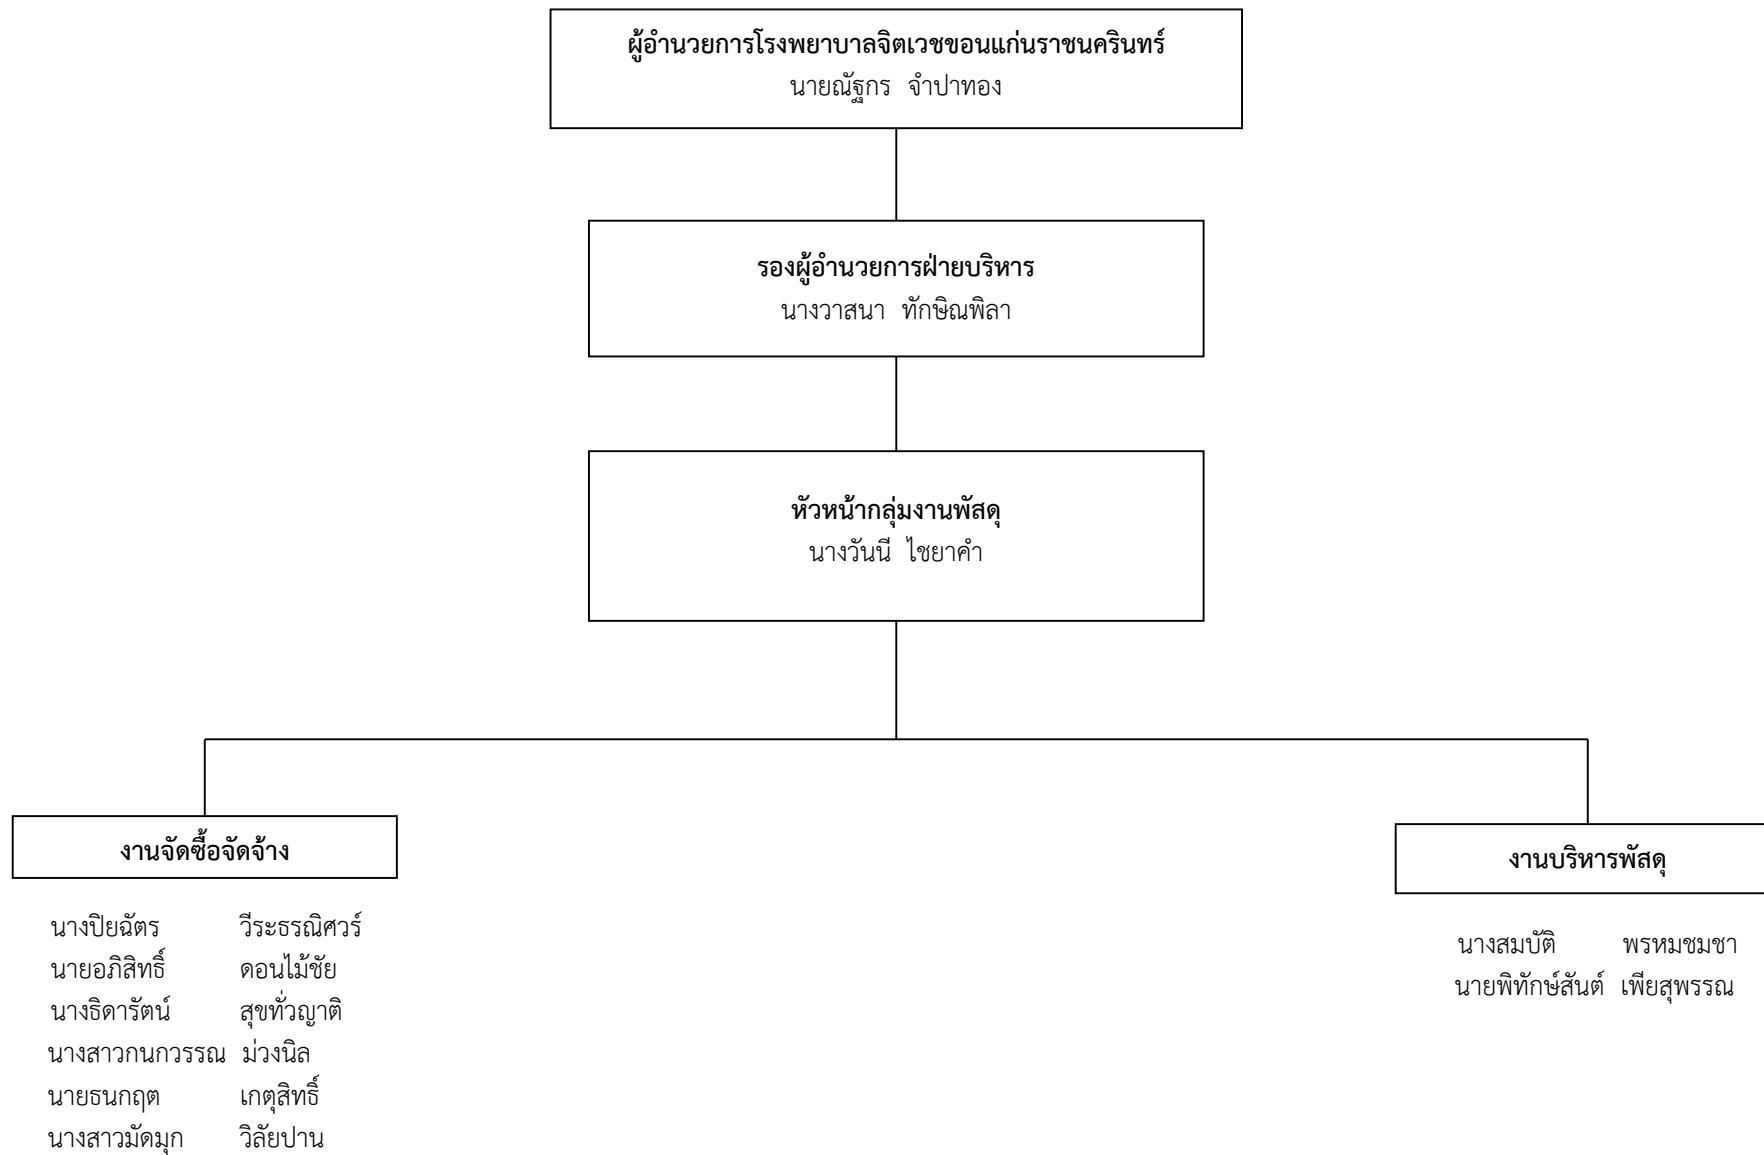 ผู้อำนวยการโรงพยาบาลจิตเวชขอนแก่นราชนครินทร์
นายณัฐกร จำปาทอง
รองผู้อำนวยการฝ่ายบริหาร
นางวาสนา ทักษิณพิลา
หัวหน้ากลุ่มงานพัสดุ
นางวันนี ไชยาคำ
งานจัดซื้อจัดจ้าง
นางปิยฉัตร วีระธรณิศวร์
นายอภิสิทธิ์ ดอนไม้ชัย
นางธิดารัตน์ สุขทั่วญาติ
นางสาวกนกวรรณ ม่วงนิล
นายธนกฤต เกตุสิทธิ์
นางสาวมัดมุก วิลัยปาน
งานบริหารพัสดุ
นางสมบัติ พรหมชมชา
นายพิทักษ์สันต์ เพียสุพรรณ